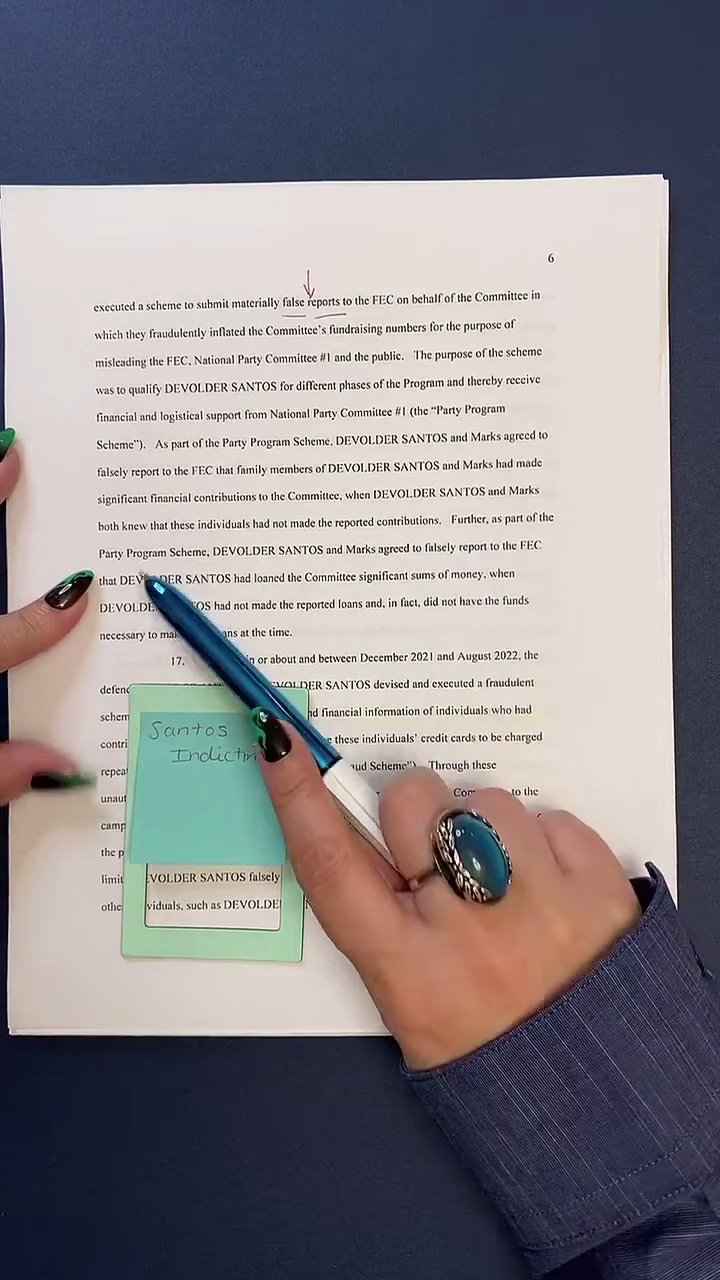 6
executed a scheme to submit materially false reports to the FEC on behalf of the Committee in
which they fraudulently inflated the Committee's fundraising numbers for the purpose of
misleading the FEC, National Party Committee #1 and the public. The purpose of the scheme
was to qualify DEVOLDER SANTOS for different phases of the Program and thereby receive
financial and logistical support from National Party Committee #1 (the “Party Program
Scheme”). As part of the Party Program Scheme, DEVOLDER SANTOS and Marks agreed to
falsely report to the FEC that family members of DEVOLDER SANTOS and Marks had made
significant financial contributions to the Committee, when DEVOLDER SANTOS and Marks
both knew that these individuals had not made the reported contributions. Further, as part of the
Party Program Scheme, DEVOLDER SANTOS and Marks agreed to falsely report to the FEC
that DEVOLDER SANTOS had loaned the Committee significant sums of money, when
DEVOLDE OS had not made the reported loans and, in fact, did not have the funds
necessary to ans at the time.
17. in or about and between December 2021 and August 2022, the
DER SANTOS devised and executed a fraudulent
financial information of individuals who had
these individuals' credit cards to be charged
Scheme”). Through these
to the
Santos
the
VOLDER SANTOS falsely
viduals, such as DEVOLDE